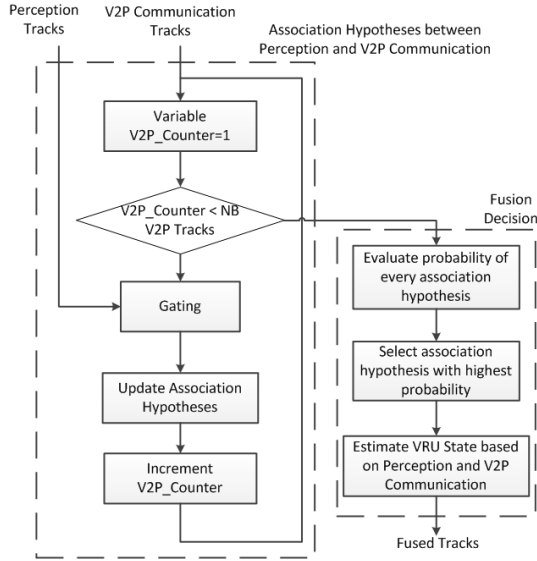 Perception
Tracks
V2P Communication
Tracks
Association Hypotheses between
Perception and V2P Communication
Variable
V2P_Counter=1
V2P_Counter < NB
V2P Tracks
Gating
Update Association
Hypotheses
Increment
V2P_Counter
Fusion
Decision
Evaluate probability of
every association
hypothesis
Select association
hypothesis with highest
probability
Estimate VRU State based
on Perception and V2P
Communication
Fused Tracks